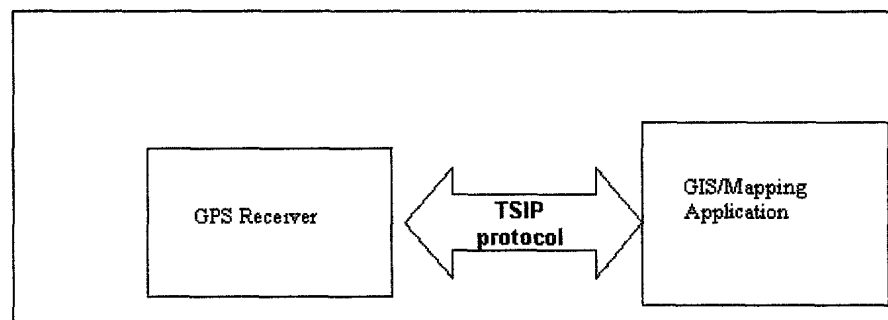 GPS Receiver
TSIP
protocol
GIS/Mapping
Application